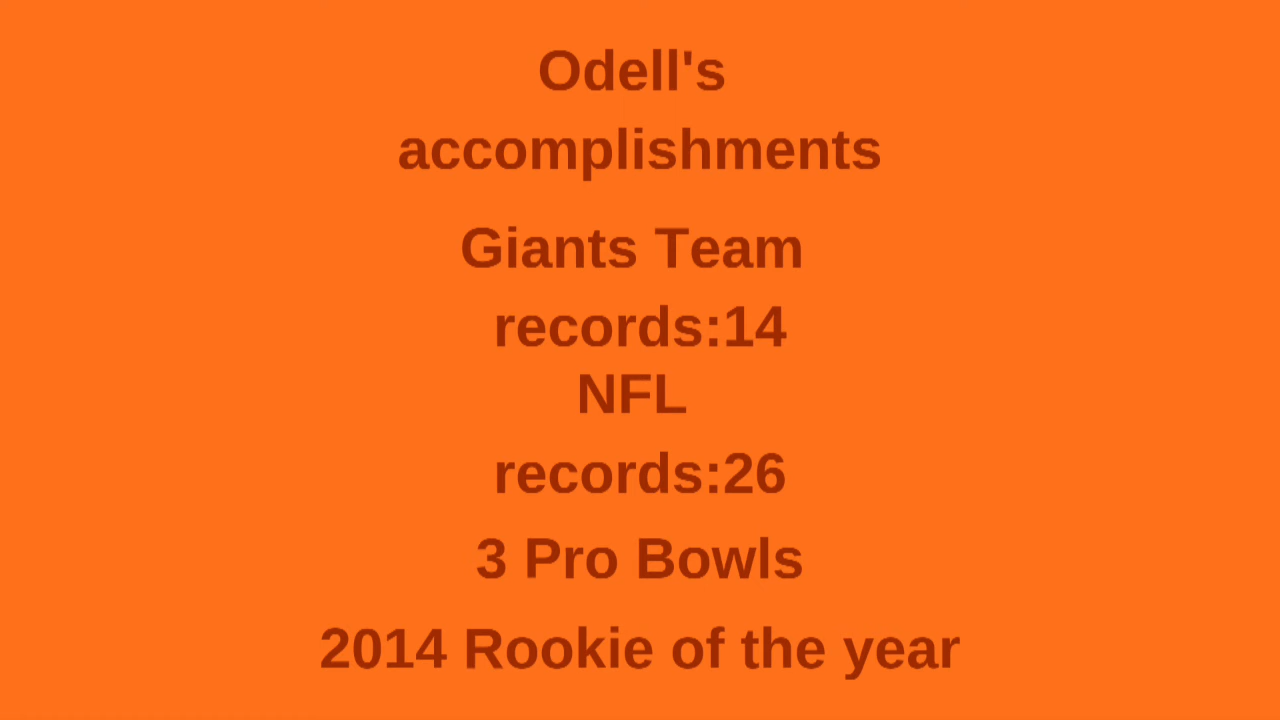 Odell's
accomplishments
Giants Team
records:14
NFL
records:26
3 Pro Bowls
2014 Rookie of the year